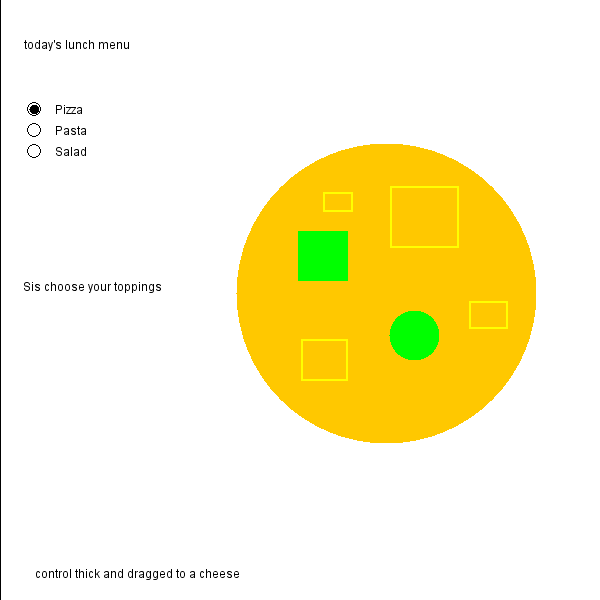 today's lunch menu
Pizza
Pasta
Salad
Sis choose your toppings
control thick and dragged to a cheese